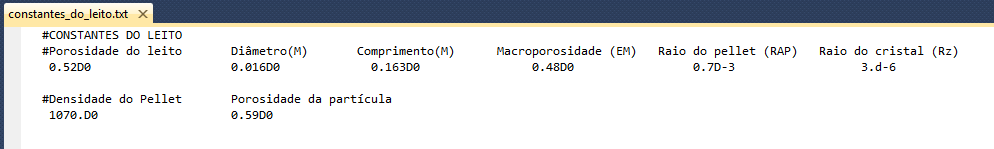 constantes_do_leito.txt
#CONSTANTES DO LEITO
#Porosidade do leito Diâmetro(M) Comprimento(M) Macroporosidade (EM) Raio do pellet (RAP) Raio do cristal (Rz)
0.52D0 0.016D0 0.163D0 0.48D0 0.7D-3 3.d-6
#Densidade do Pellet Porosidade da partícula
1070.D0 0.59D0